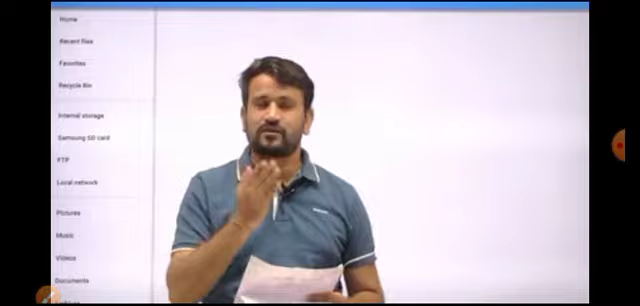 Home
Recent files
Favorites
Recycle Bin
Internal storage
Samsung SD card
FTP
Local network
Pictures
Music
Videos
Documents